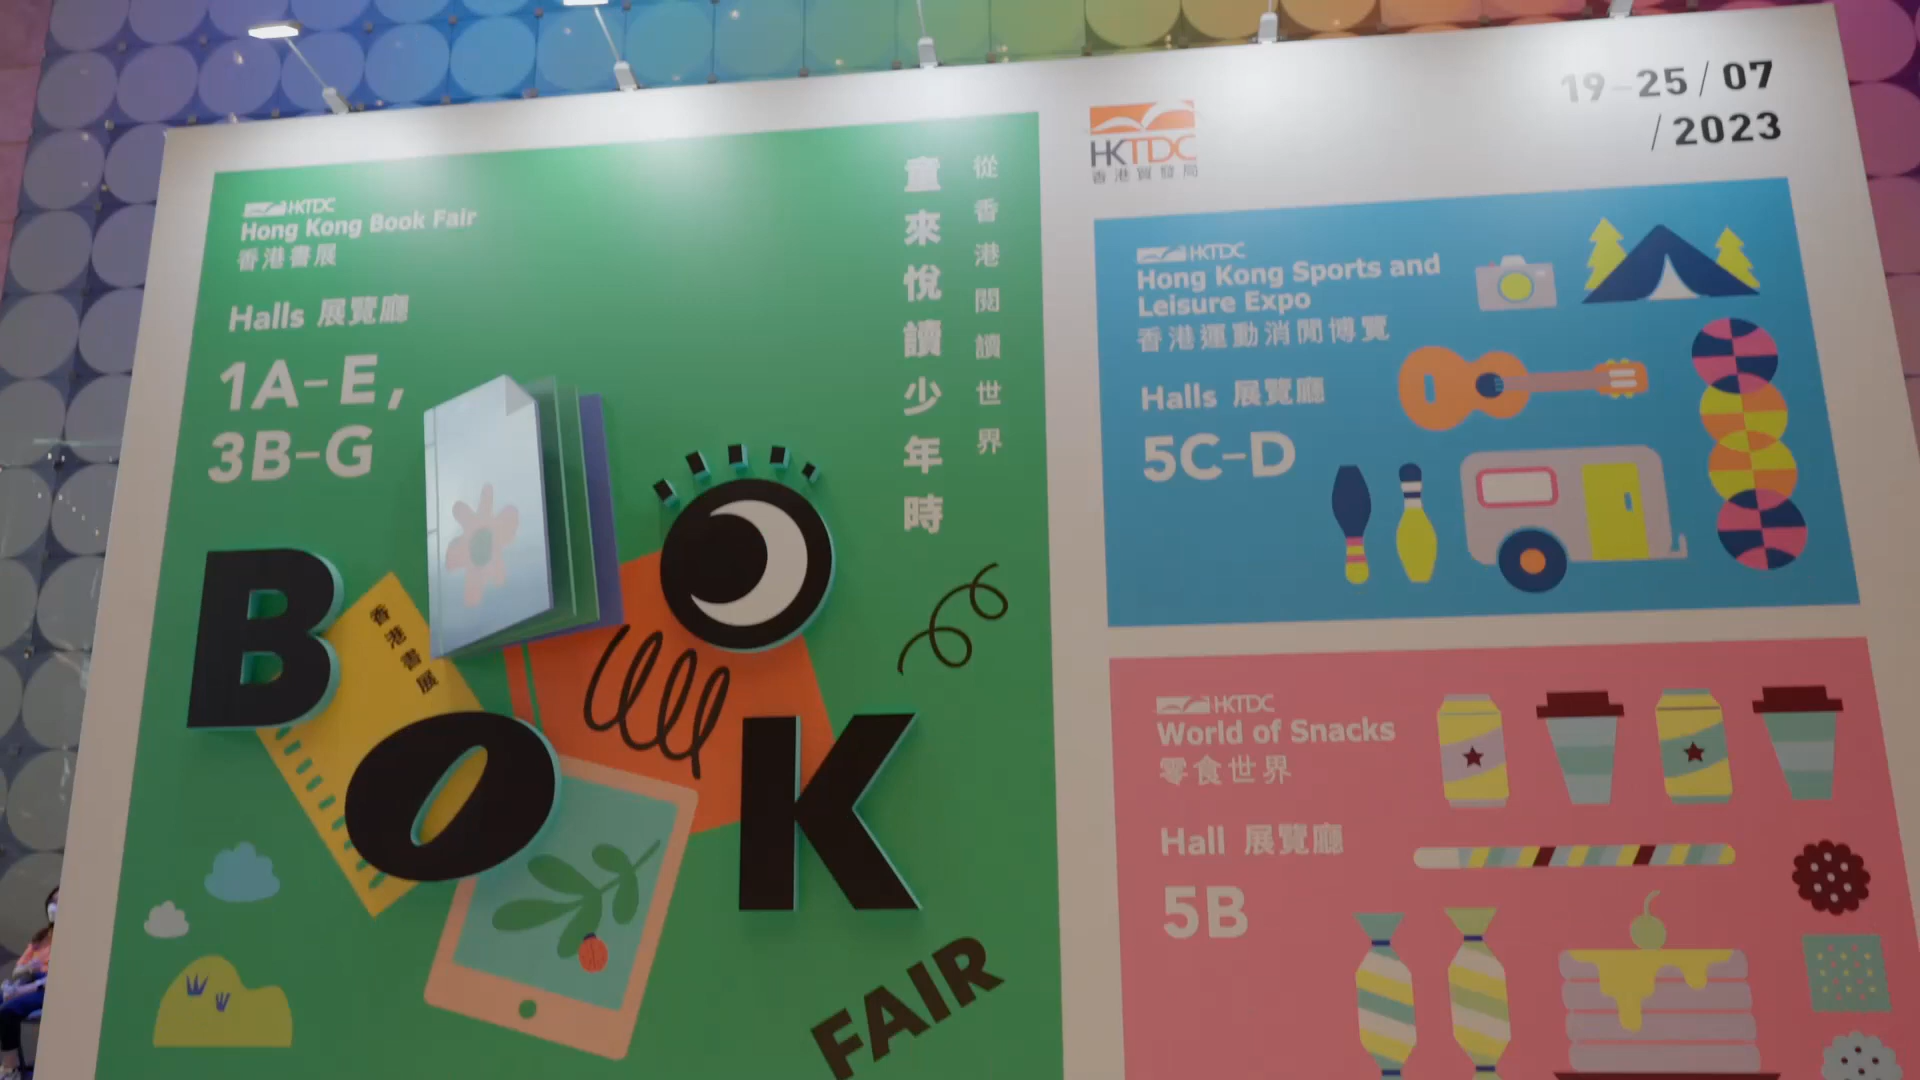 HKTDC
Hong Kong Book Fair
香港書展
Halls 展覽廳
1A-E,
3B-G
從香港閱讀世界
童來悅讀少年時
BOOK
香港書展
FAIR
HKTDC
香港貿發局
19-25/07
/2023
HKTDC
Hong Kong Sports and
Leisure Expo
香港運動消閒博覽
Halls 展覽廳
5C-D
HKTDC
World of Snacks
零食世界
Hall 展覽廳
5B